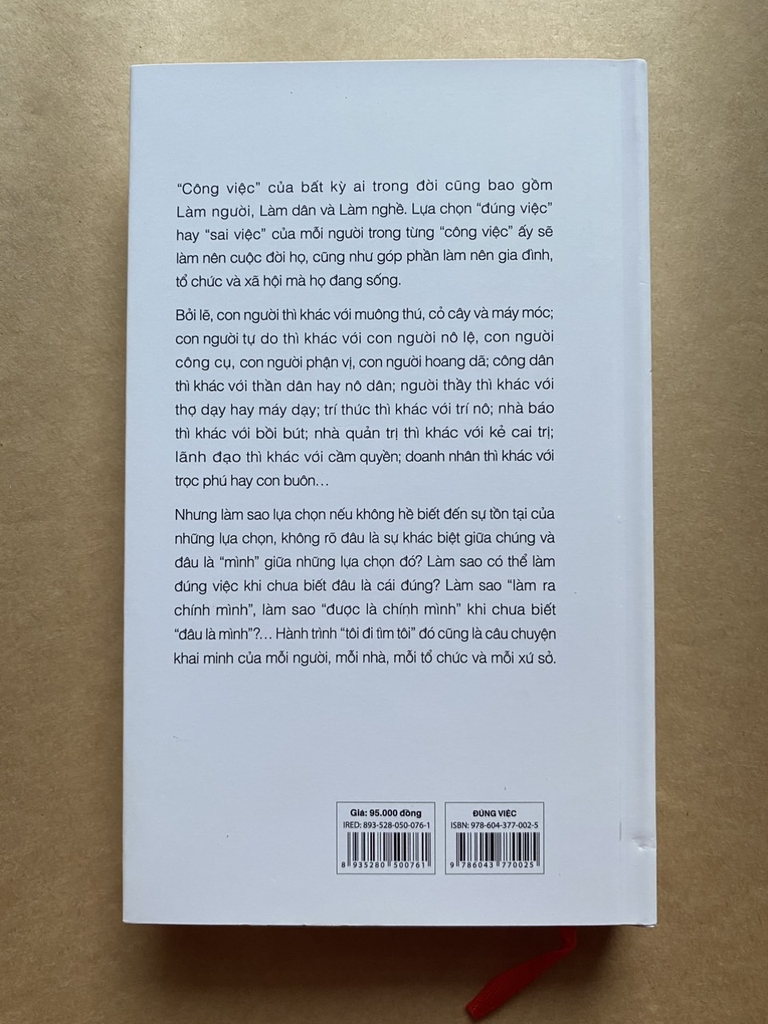 “Công việc” của bất kỳ ai trong đời cũng bao gồm
Làm người, Làm dân và Làm nghề. Lựa chọn “đúng việc”
hay “sai việc” của mỗi người trong từng “công việc” ấy sẽ
làm nên cuộc đời họ, cũng như góp phần làm nên gia đình,
tổ chức và xã hội mà họ đang sống.
Bởi lẽ, con người thì khác với muông thú, cỏ cây và máy móc;
con người tự do thì khác với con người nô lệ, con người
công cụ, con người phận vị, con người hoang dã; công dân
thì khác với thần dân hay nô dân; người thầy thì khác với
thợ dạy hay máy dạy; trí thức thì khác với trí nô; nhà báo
thì khác với bồi bút; nhà quản trị thì khác với kẻ cai trị;
lãnh đạo thì khác với cầm quyền; doanh nhân thì khác với
trọc phú hay con buôn…
Nhưng làm sao lựa chọn nếu không hề biết đến sự tồn tại của
những lựa chọn, không rõ đâu là sự khác biệt giữa chúng và
đâu là “mình” giữa những lựa chọn đó? Làm sao có thể làm
đúng việc khi chưa biết đâu là cái đúng? Làm sao “làm ra
chính mình”, làm sao “được là chính mình” khi chưa biết
“đâu là mình”?… Hành trình “tôi đi tìm tôi” đó cũng là câu chuyện
khai minh của mỗi người, mỗi nhà, mỗi tổ chức và mỗi xứ sở.
Giá: 95.000 đồng
IRED: 893-528-050-076-1
8 935280 500761
ĐÚNG VIỆC
ISBN: 978-604-377-002-5
9 786043 770025